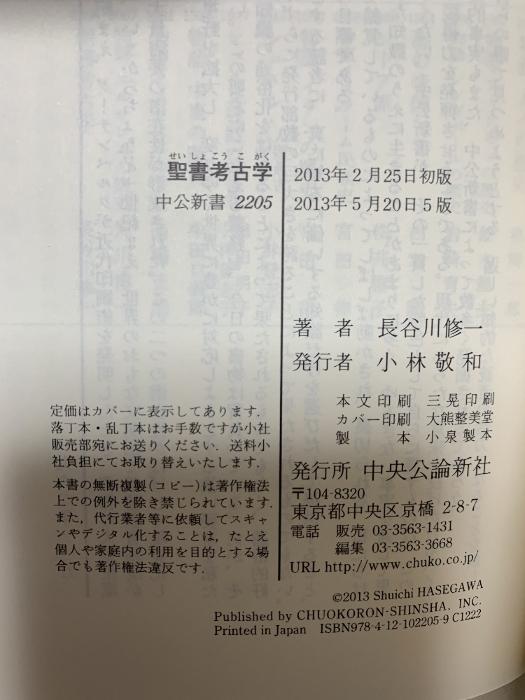 せいしょこうこがく
聖書考古学
中公新書 2205
2013年2月25日初版
2013年5月20日5版
著者 長谷川修一
発行者 小林敬和
本文印刷 三晃印刷
カバー印刷 大熊整美堂
製本 小泉製本
発行所 中央公論新社
〒104-8320
東京都中央区京橋 2-8-7
電話 販売 03-3563-1431
編集 03-3563-3668
URL http://www.chuko.co.jp/
定価はカバーに表示してあります．
落丁本・乱丁本はお手数ですが小社
販売部宛にお送りください．送料小
社負担にてお取り替えいたします．
本書の無断複製（コピー）は著作権法
上での例外を除き禁じられています．
また，代行業者等に依頼してスキャ
ンやデジタル化することは，たとえ
個人や家庭内の利用を目的とする場
合でも著作権法違反です．
©2013 Shuichi HASEGAWA
Published by CHUOKORON-SHINSHA, INC.
Printed in Japan ISBN978-4-12-102205-9 C1222